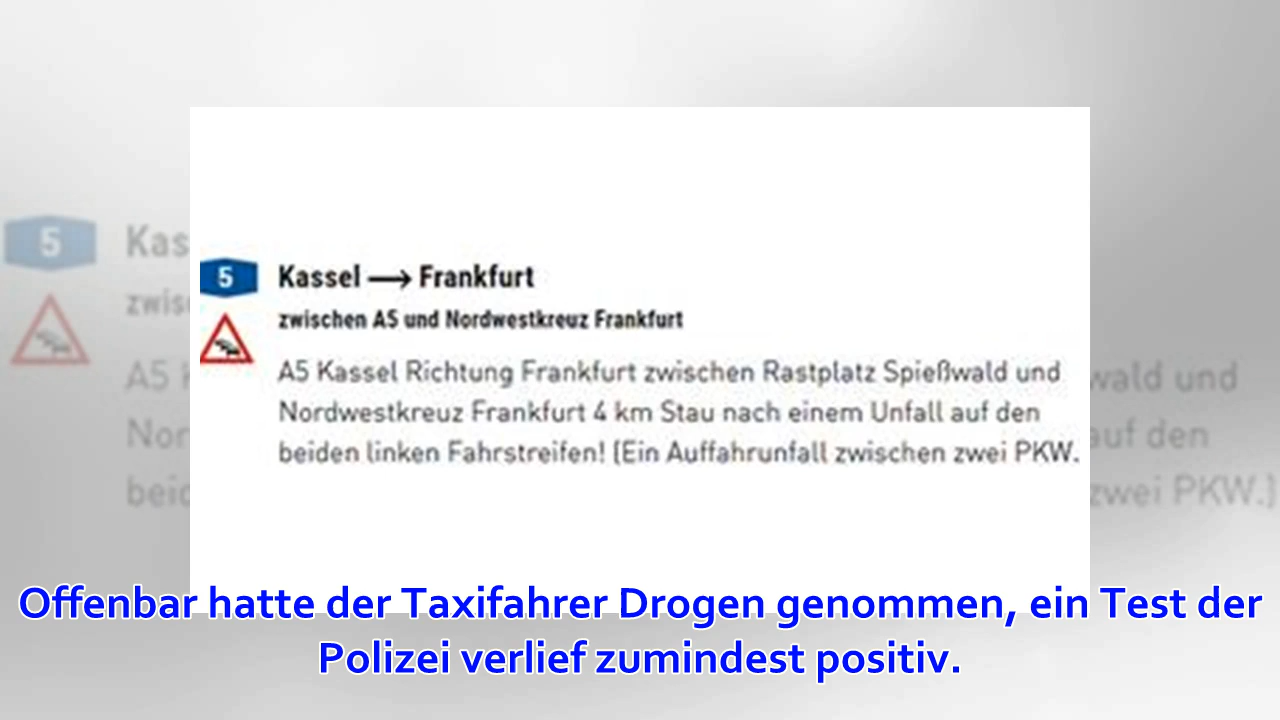 5
Kassel → Frankfurt
zwischen A5 und Nordwestkreuz Frankfurt
A5 Kassel Richtung Frankfurt zwischen Rastplatz Spießwald und
Nordwestkreuz Frankfurt 4 km Stau nach einem Unfall auf den
beiden linken Fahrstreifen! (Ein Auffahrunfall zwischen zwei PKW.
Offenbar hatte der Taxifahrer Drogen genommen, ein Test der
Polizei verlief zumindest positiv.